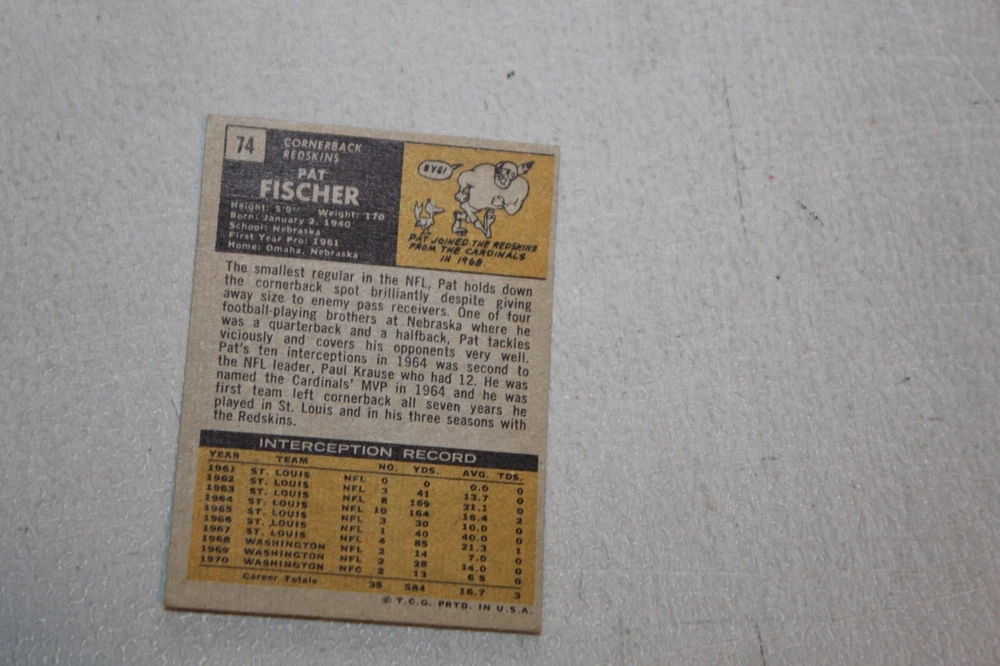 74
CORNERBACK
REDSKINS
PAT
FISCHER
Height: 5'9" Weight: 170
Born: January 2, 1940
School: Nebraska
First Year Pro: 1961
Home: Omaha, Nebraska
BYE!
PAT JOINED THE REDSKINS
FROM THE CARDINALS
IN 1968.
The smallest regular in the NFL, Pat holds down
the cornerback spot brilliantly despite giving
away size to enemy pass receivers. One of four
football-playing brothers at Nebraska where he
was a quarterback and a halfback, Pat tackles
viciously and covers his opponents very well.
Pat's ten interceptions in 1964 was second to
the NFL leader, Paul Krause who had 12. He was
named the Cardinals' MVP in 1964 and he was
first team left cornerback all seven years he
played in St. Louis and in his three seasons with
the Redskins.
INTERCEPTION RECORD
YEAR TEAM NO. YDS. AVG. TDS.
1961 ST. LOUIS NFL 0 0 0.0 0
1962 ST. LOUIS NFL 3 41 13.7 0
1963 ST. LOUIS NFL 8 169 21.1 0
1964 ST. LOUIS NFL 10 164 16.4 2
1965 ST. LOUIS NFL 3 30 10.0 0
1966 ST. LOUIS NFL 1 40 40.0 0
1967 ST. LOUIS NFL 4 85 21.3 1
1968 WASHINGTON NFL 2 14 7.0 0
1969 WASHINGTON NFL 2 28 14.0 0
1970 WASHINGTON NFC 2 13 6.5 0
Career Totals 35 584 16.7 3
© T.C.G. PRTD. IN U.S.A.